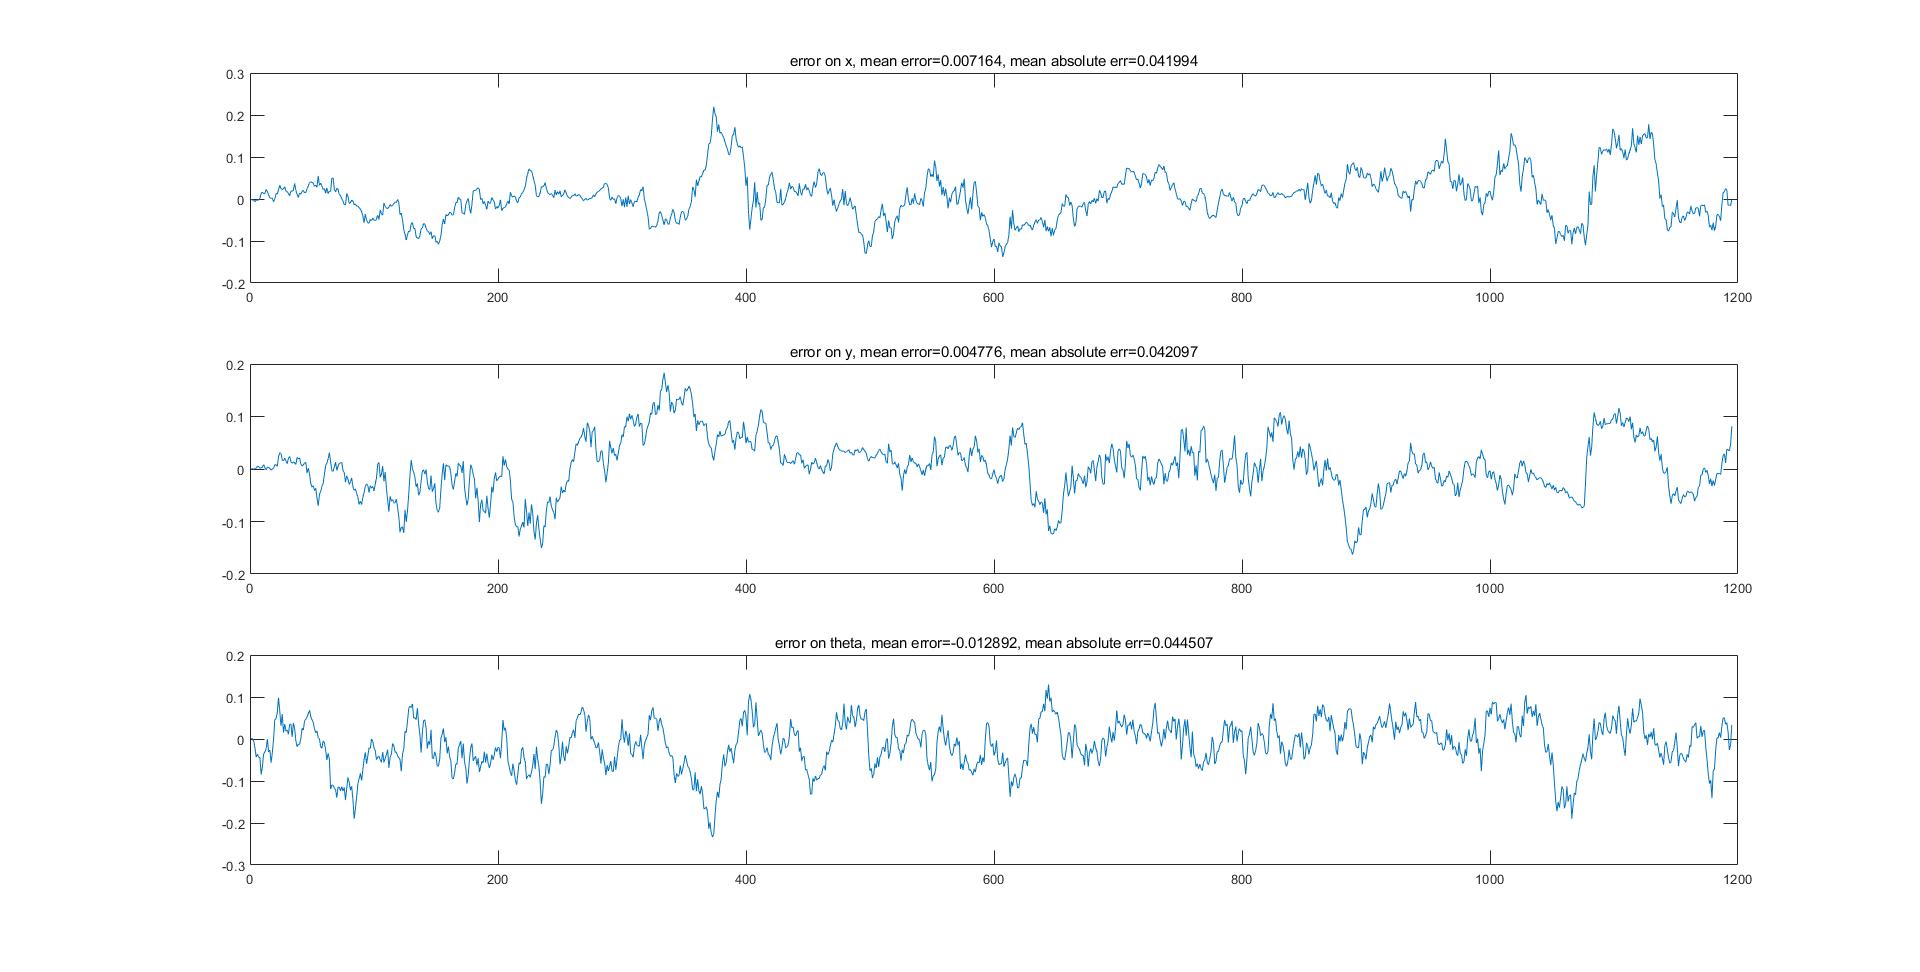 error on x, mean error=0.007164, mean absolute err=0.041994
0.3
0.2
0.1
0
-0.1
-0.2
0 200 400 600 800 1000 1200
error on y, mean error=0.004776, mean absolute err=0.042097
0.2
0.1
0
-0.1
-0.2
0 200 400 600 800 1000 1200
error on theta, mean error=-0.012892, mean absolute err=0.044507
0.2
0.1
0
-0.1
-0.2
-0.3
0 200 400 600 800 1000 1200